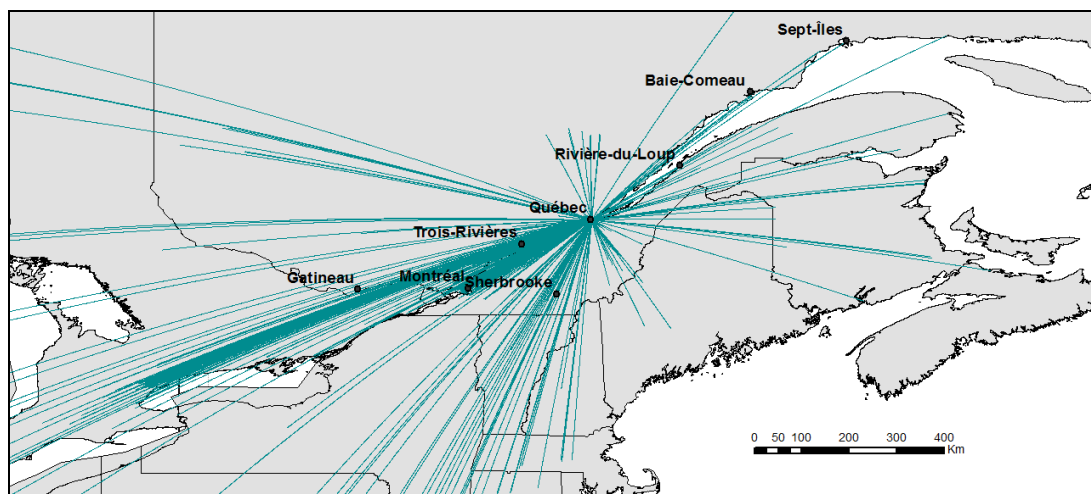 Sept-Îles
Baie-Comeau
Rivière-du-Loup
Québec
Trois-Rivières
Gatineau
Montréal
Sherbrooke
0 50 100 200 300 400
Km